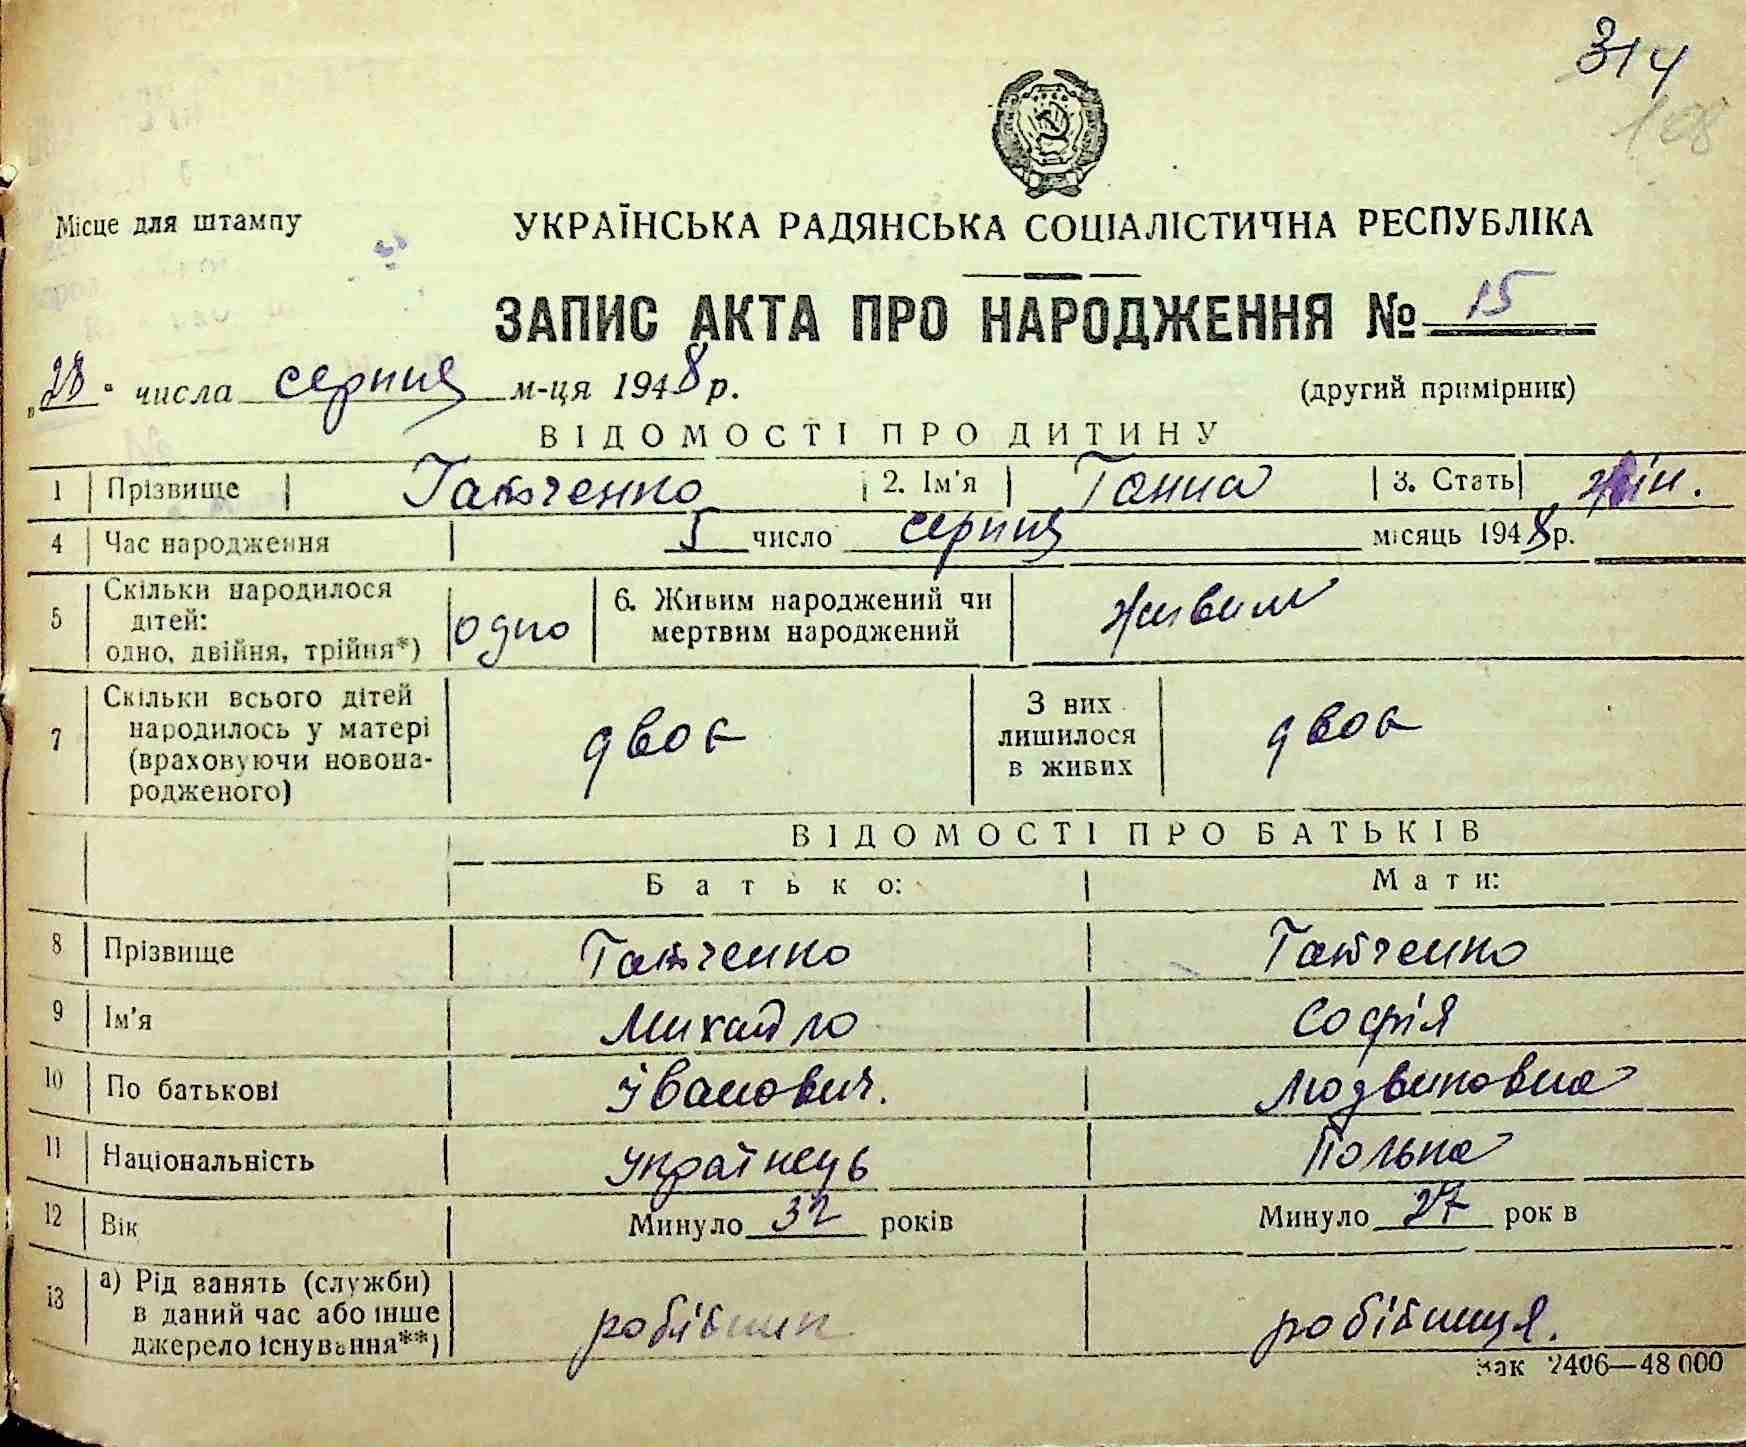 314
108
Місце для штампу
УКРАЇНСЬКА РАДЯНСЬКА СОЦІАЛІСТИЧНА РЕСПУБЛІКА
ЗАПИС АКТА ПРО НАРОДЖЕННЯ № 15
„28“ числа серпня м-ця 1948 р.
(другий примірник)
ВІДОМОСТІ ПРО ДИТИНУ
1 Прізвище 2. Ім'я Ганна 3. Стать жін.
4 Час народження 5 число серпня місяць 1948 р.
5 Скільки народилося дітей: одно, двійня, трійня*) одно 6. Живим народжений чи мертвим народжений живим
7 Скільки всього дітей народилось у матері (враховуючи новонародженого) двоє З них лишилося в живих двоє
ВІДОМОСТІ ПРО БАТЬКІВ
Батько: Мати:
8 Прізвище
9 Ім'я Михайло Софія
10 По батькові Іванович. Людвиковна
11 Національність Українець Полька
12 Вік Минуло 32 років Минуло 27 рок в
13 а) Рід занять (служби) в даний час або інше джерело існування**) робітник робітниця.
Зак 2406—48 000